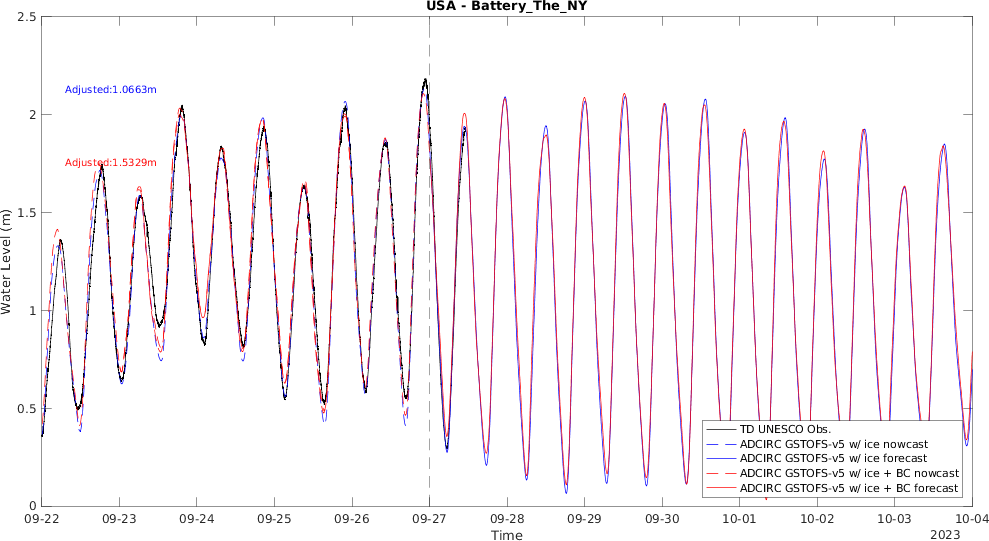 USA - Battery_The_NY
2.5
Adjusted:1.0663m
2
Adjusted:1.5329m
1.5
Water Level (m)
1
0.5
0
TD UNESCO Obs.
ADCIRC GSTOFS-v5 w/ ice nowcast
ADCIRC GSTOFS-v5 w/ ice forecast
ADCIRC GSTOFS-v5 w/ ice + BC nowcast
ADCIRC GSTOFS-v5 w/ ice + BC forecast
09-22 09-23 09-24 09-25 09-26 09-27 09-28 09-29 09-30 10-01 10-02 10-03 10-04
Time
2023